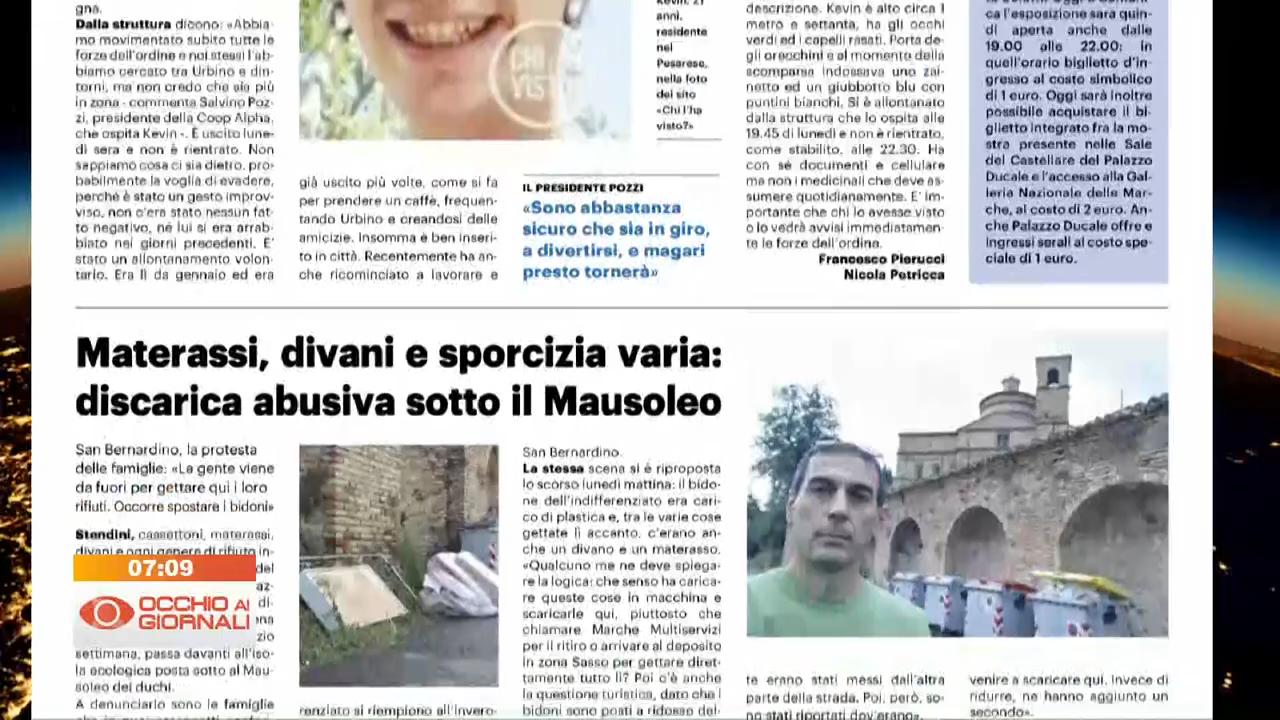 gna.
Dalla struttura dicono: «Abbia-
mo movimentato subito tutte le
forze dell'ordine e noi stessi l'ab-
biamo cercato tra Urbino e din-
torni, ma non credo che sia più
in zona - commenta Salvino Poz-
zi, presidente della Coop Alpha,
che ospita Kevin -. È uscito lune-
dì sera e non è rientrato. Non
sappiamo cosa ci sia dietro, pro-
babilmente la voglia di evadere,
perché è stato un gesto improv-
viso, non c'era stato nessun fat-
to negativo, né lui si era arrab-
biato nei giorni precedenti. E'
stato un allontanamento volon-
tario. Era lì da gennaio ed era
già uscito più volte, come si fa
per prendere un caffè, frequen-
tando Urbino e creandosi delle
amicizie. Insomma è ben inseri-
to in città. Recentemente ha an-
che ricominciato a lavorare e
CHI
VIST
Kevin, 21
anni,
residente
nel
Pesarese,
nella foto
del sito
«Chi l'ha
visto?»
IL PRESIDENTE POZZI
«Sono abbastanza
sicuro che sia in giro,
a divertirsi, e magari
presto tornerà»
descrizione. Kevin è alto circa 1
metro e settanta, ha gli occhi
verdi ed i capelli rasati. Porta de-
gli orecchini e al momento della
scomparsa indossava uno zai-
netto ed un giubbotto blu con
puntini bianchi. Si è allontanato
dalla struttura che lo ospita alle
19.45 di lunedì e non è rientrato,
come stabilito, alle 22.30. Ha
con sé documenti e cellulare
ma non i medicinali che deve as-
sumere quotidianamente. E' im-
portante che chi lo avesse visto
o lo vedrà avvisi immediatamen-
te le forze dell'ordine.
Francesco Pierucci
Nicola Petricca
ca l'esposizione sarà quin-
di aperta anche dalle
19.00 alle 22.00; in
quell'orario biglietto d'in-
gresso al costo simbolico
di 1 euro. Oggi sarà inoltre
possibile acquistare il bi-
glietto integrato fra la mo-
stra presente nelle Sale
del Castellare del Palazzo
Ducale e l'accesso alla Gal-
leria Nazionale delle Mar-
che, al costo di 2 euro. An-
che Palazzo Ducale offre e
ingressi serali al costo spe-
ciale di 1 euro.
Materassi, divani e sporcizia varia:
discarica abusiva sotto il Mausoleo
San Bernardino, la protesta
delle famiglie: «La gente viene
da fuori per gettare qui i loro
rifiuti. Occorre spostare i bidoni»
Stendini, cassettoni, materassi,
divani e ogni genere di rifiuto in-
del
az-
di-
ena
zio
settimana, passa davanti all'iso-
la ecologica posta sotto al Mau-
soleo dei duchi.
A denunciarlo sono le famiglie
07:09
OCCHIO AI
GIORNALI
renziato si riempiono all'invero-
San Bernardino.
La stessa scena si è riproposta
lo scorso lunedì mattina: il bido-
ne dell'indifferenziato era cari-
co di plastica e, tra le varie cose
gettate lì accanto, c'erano an-
che un divano e un materasso.
«Qualcuno me ne deve spiega-
re la logica: che senso ha carica-
re queste cose in macchina e
scaricarle qui, piuttosto che
chiamare Marche Multiservizi
per il ritiro o arrivare al deposito
in zona Sasso per gettare diret-
tamente tutto lì? Poi c'è anche
la questione turistica, dato che i
bidoni sono posti a ridosso del-
te erano stati messi dall'altra
parte della strada. Poi, però, so-
no stati riportati dov'erano».
venire a scaricare qui. Invece di
ridurre, ne hanno aggiunto un
secondo».